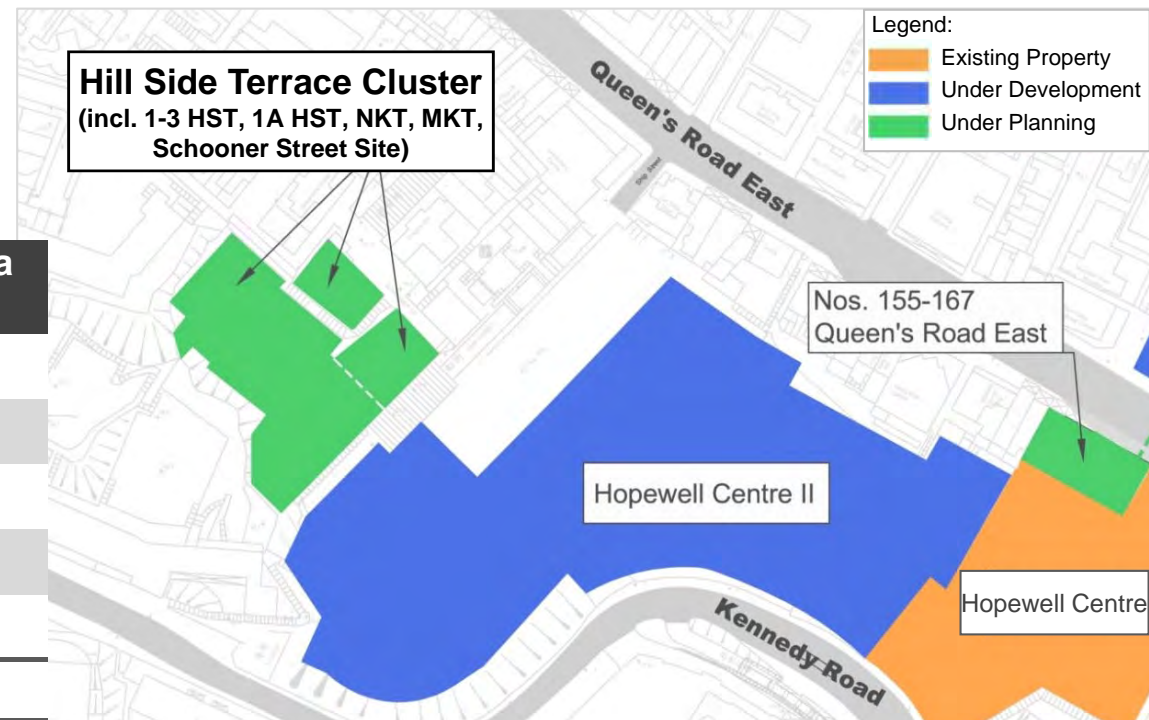 Hill Side Terrace Cluster
(incl. 1-3 HST, 1A HST, NKT, MKT,
Schooner Street Site)
Legend:
Existing Property
Under Development
Under Planning
Queen's Road East
Ship Street
a
Nos. 155-167
Queen's Road East
Hopewell Centre II
Hopewell Centre
Kennedy Road